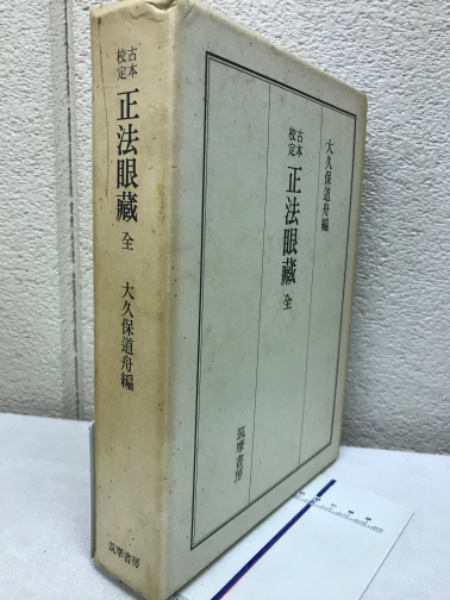 古本
校定
正法眼藏 全
大久保道舟編
筑摩書房
大久保道舟編
古本
校定
正法眼藏 全
筑摩書房